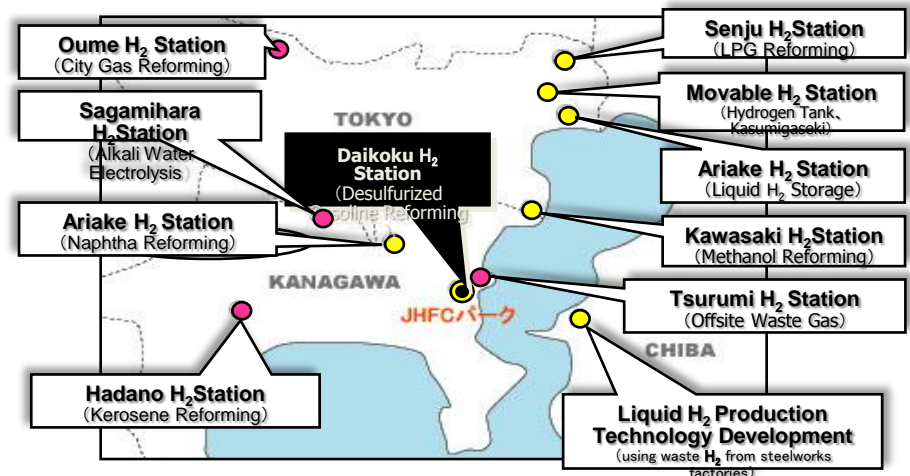 Oume H₂ Station
(City Gas Reforming)
Senju H₂Station
(LPG Reforming)
Sagamihara
H₂Station
(Alkali Water
Electrolysis
TOKYO
Movable H₂ Station
(Hydrogen Tank、
Kasumigaseki)
Daikoku H₂
Station
(Desulfurized
Gasoline Reforming
Ariake H₂ Station
(Liquid H₂ Storage)
Ariake H₂ Station
(Naphtha Reforming)
Kawasaki H₂Station
(Methanol Reforming)
KANAGAWA
JHFCパーク
Tsurumi H₂ Station
(Offsite Waste Gas)
CHIBA
Hadano H₂Station
(Kerosene Reforming)
Liquid H₂ Production
Technology Development
(using waste H₂ from steelworks
factories)